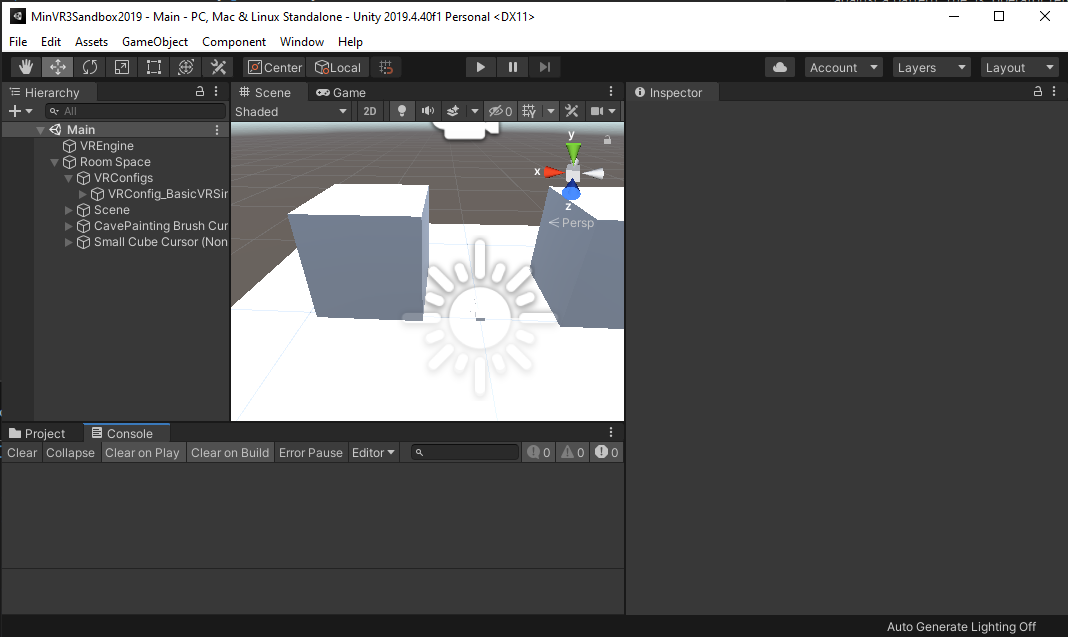 MinVR3Sandbox2019 - Main - PC, Mac & Linux Standalone - Unity 2019.4.40f1 Personal <DX11>
File Edit Assets GameObject Component Window Help
Center Local Account Layers Layout
Hierarchy
All
Main
VREngine
Room Space
VRConfigs
VRConfig_BasicVRSir
Scene
CavePainting Brush Cur
Small Cube Cursor (Non
Scene Game
Shaded 2D 0
y
x
z
Persp
Inspector
Project Console
Clear Collapse Clear on Play Clear on Build Error Pause Editor 0 0 0
Auto Generate Lighting Off